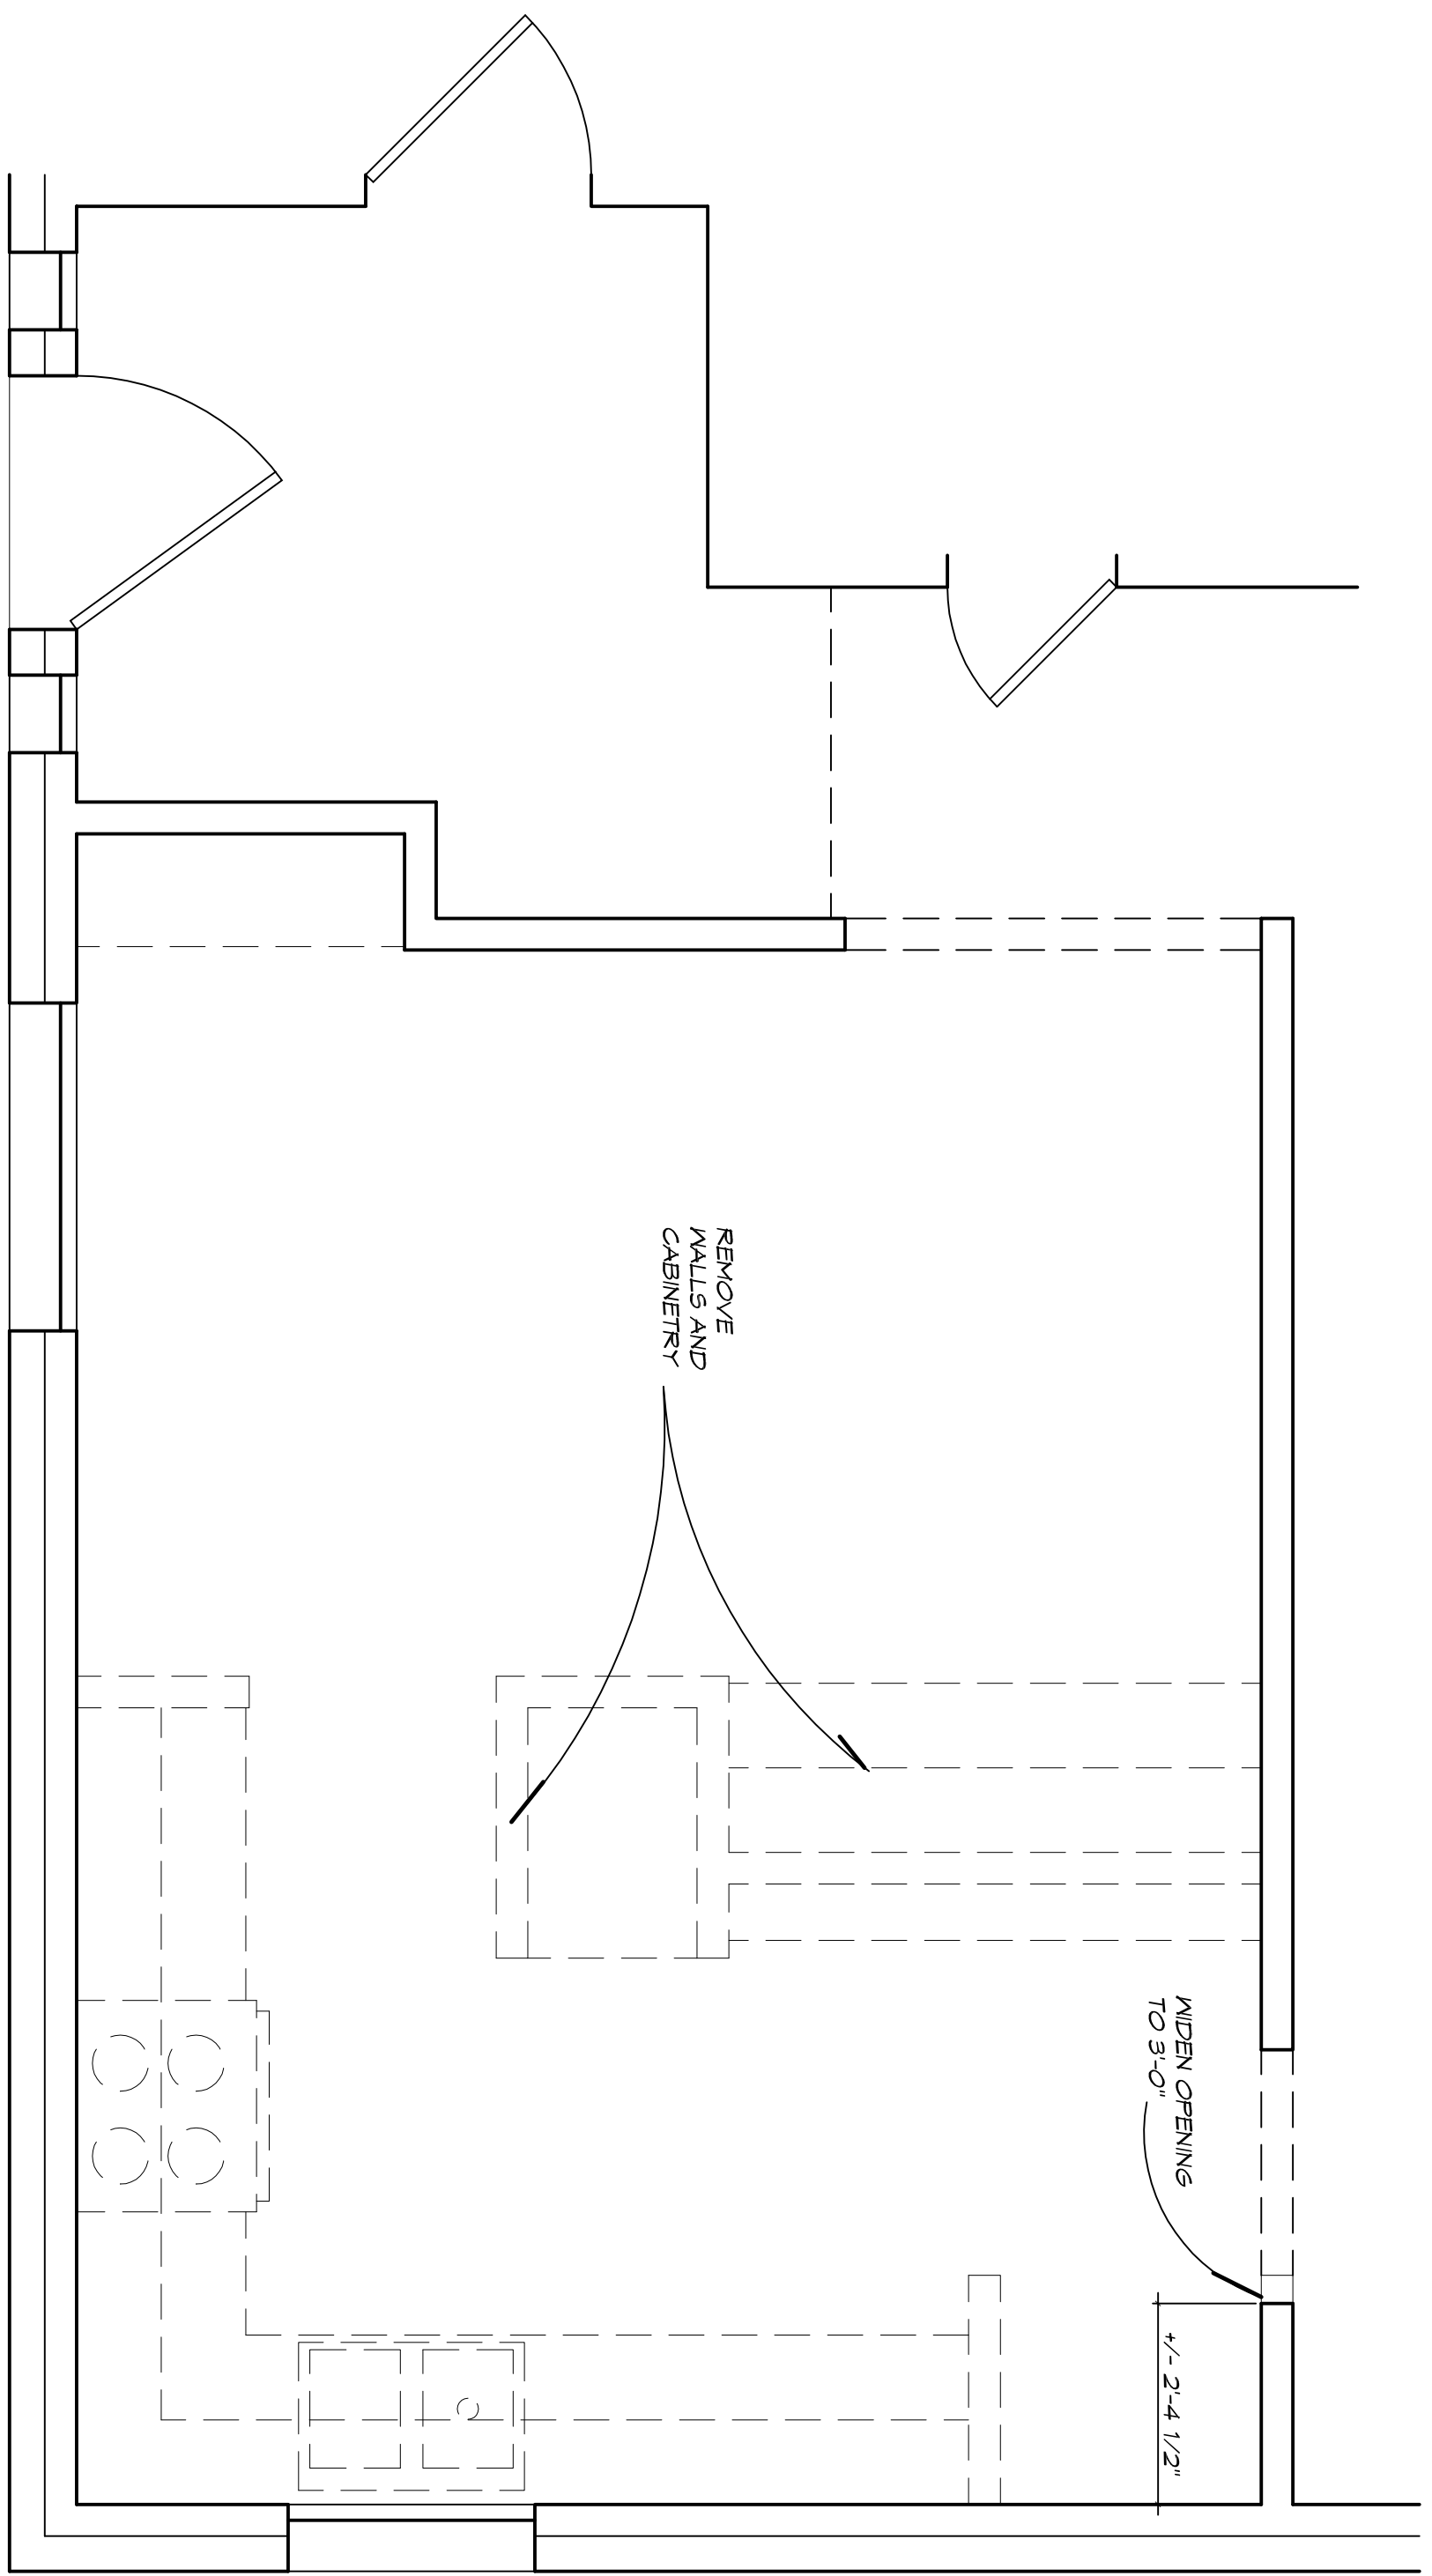 REMOVE
WALLS AND
CABINETRY
WIDEN OPENING
TO 3'-0"
+/- 2'-4 1/2"